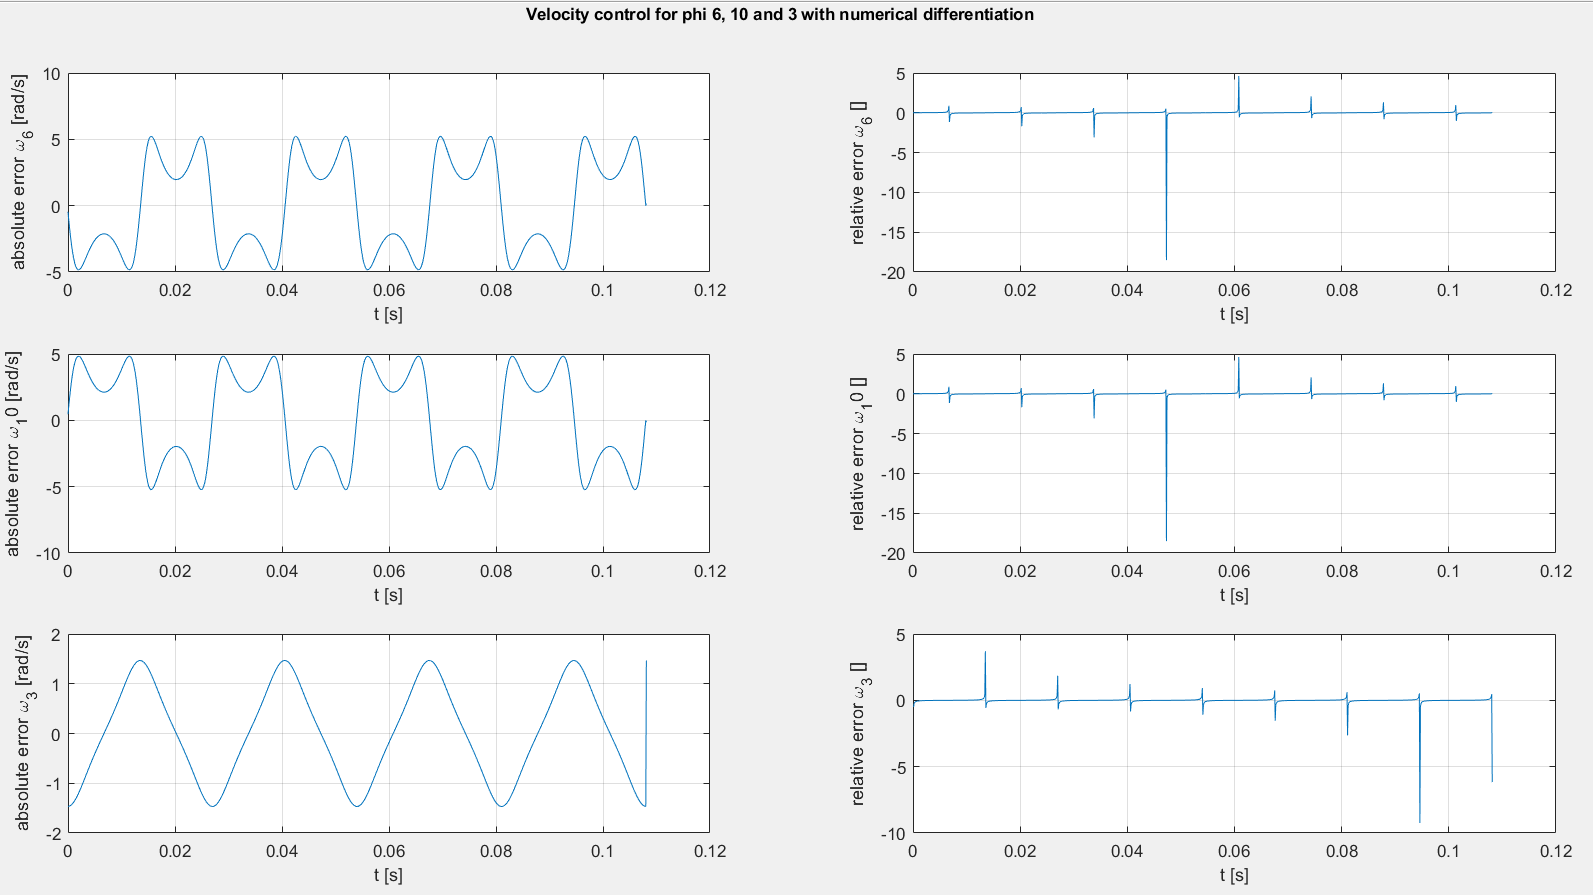 Velocity control for phi 6, 10 and 3 with numerical differentiation
absolute error ω6 [rad/s]
10
5
0
-5
0 0.02 0.04 0.06 0.08 0.1 0.12
t [s]
relative error ω6 []
5
0
-5
-10
-15
-20
0 0.02 0.04 0.06 0.08 0.1 0.12
t [s]
absolute error ω10 [rad/s]
5
0
-5
-10
0 0.02 0.04 0.06 0.08 0.1 0.12
t [s]
relative error ω10 []
5
0
-5
-10
-15
-20
0 0.02 0.04 0.06 0.08 0.1 0.12
t [s]
absolute error ω3 [rad/s]
2
1
0
-1
-2
0 0.02 0.04 0.06 0.08 0.1 0.12
t [s]
relative error ω3 []
5
0
-5
-10
0 0.02 0.04 0.06 0.08 0.1 0.12
t [s]